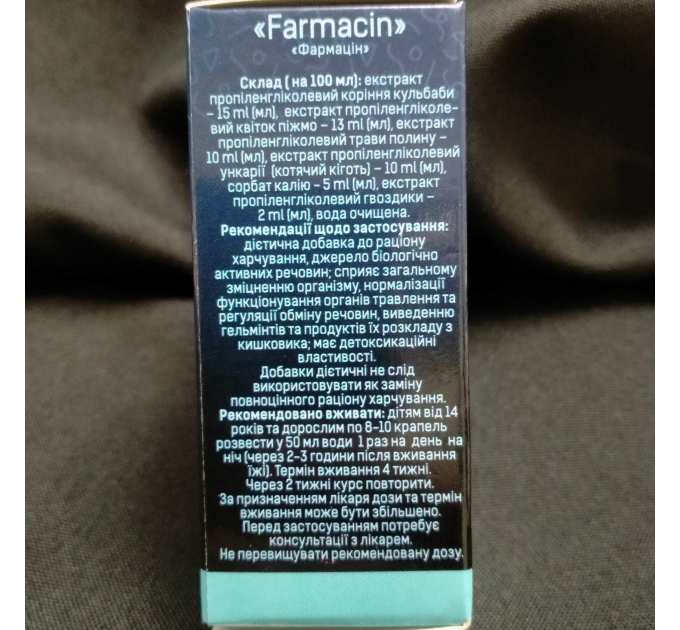 «Farmacin»
«Фармацін»
Склад ( на 100 мл): екстракт
пропіленгліколевий коріння кульбаби
– 15 ml (мл), екстракт пропіленгліколе-
вий квіток піжмо – 13 ml (мл), екстракт
пропіленгліколевий трави полину –
10 ml (мл), екстракт пропіленгліколевий
ункарії (котячий кіготь) – 10 ml (мл),
сорбат калію – 5 ml (мл), екстракт
пропіленгліколевий гвоздики –
2 ml (мл), вода очищена.
Рекомендації щодо застосування:
дієтична добавка до раціону
харчування, джерело біологічно
активних речовин; сприяє загальному
зміцненню організму, нормалізації
функціонування органів травлення та
регуляції обміну речовин, виведенню
гельмінтів та продуктів їх розкладу з
кишковика; має детоксикаційні
властивості.
Добавки дієтичні не слід
використовувати як заміну
повноцінного раціону харчування.
Рекомендовано вживати: дітям від 14
років та дорослим по 8-10 крапель
розвести у 50 мл води 1 раз на день на
ніч (через 2-3 години після вживання
їжі). Термін вживання 4 тижні.
Через 2 тижні курс повторити.
За призначенням лікаря дози та термін
вживання може бути збільшено.
Перед застосуванням потребує
консультації з лікарем.
Не перевищувати рекомендовану дозу.